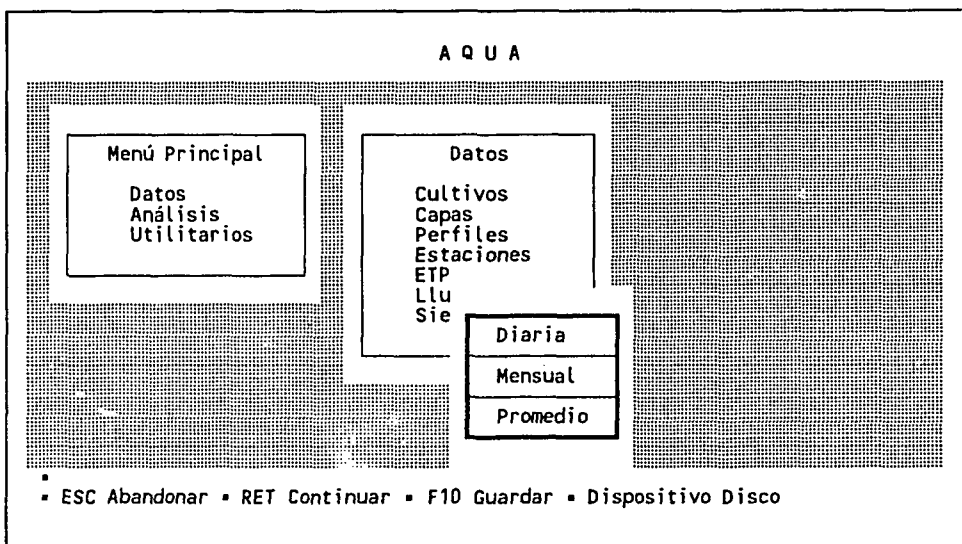 A Q U A
Menú Principal
Datos
Análisis
Utilitarios
Datos
Cultivos
Capas
Perfiles
Estaciones
ETP
Llu
Sie
Diaria
Mensual
Promedio
▪ ESC Abandonar ▪ RET Continuar ▪ F10 Guardar ▪ Dispositivo Disco